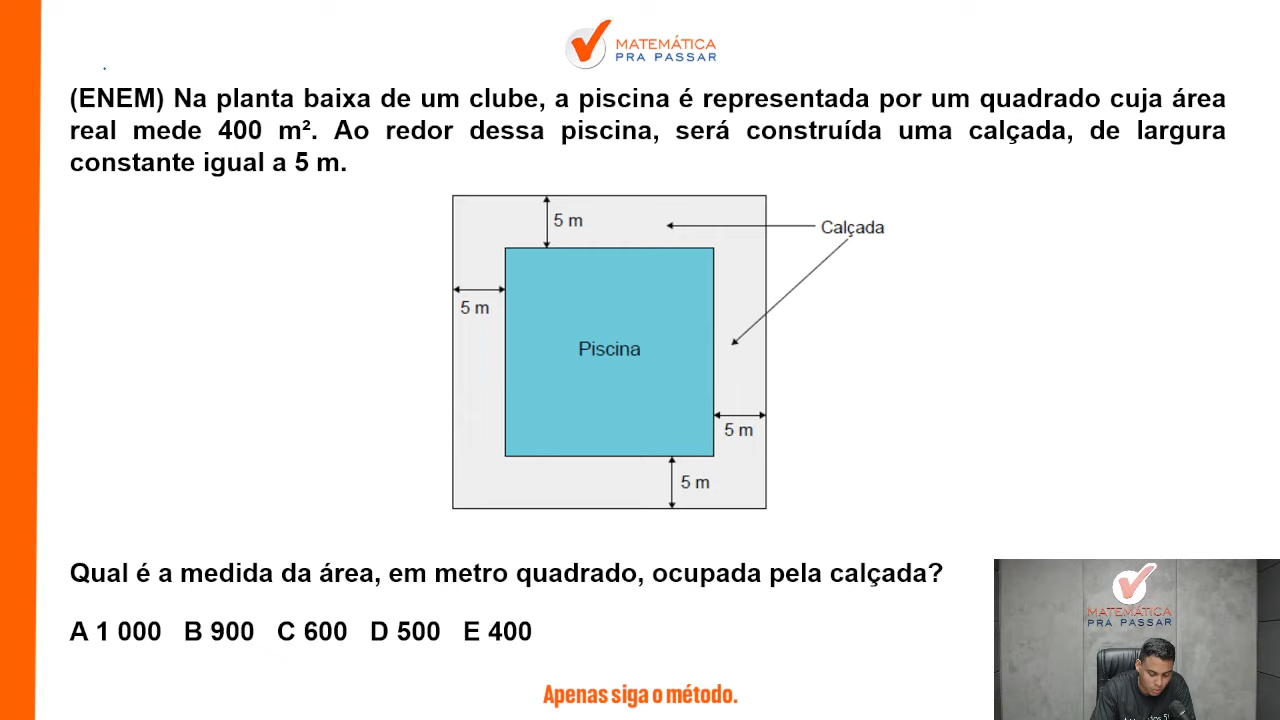 MATEMÁTICA
PRA PASSAR
(ENEM) Na planta baixa de um clube, a piscina é representada por um quadrado cuja área
real mede 400 m². Ao redor dessa piscina, será construída uma calçada, de largura
constante igual a 5 m.
5 m
Calçada
5 m
Piscina
5 m
5 m
Qual é a medida da área, em metro quadrado, ocupada pela calçada?
A 1 000 B 900 C 600 D 500 E 400
MATEMÁTICA
PRA PASSAR
Apenas siga o método.